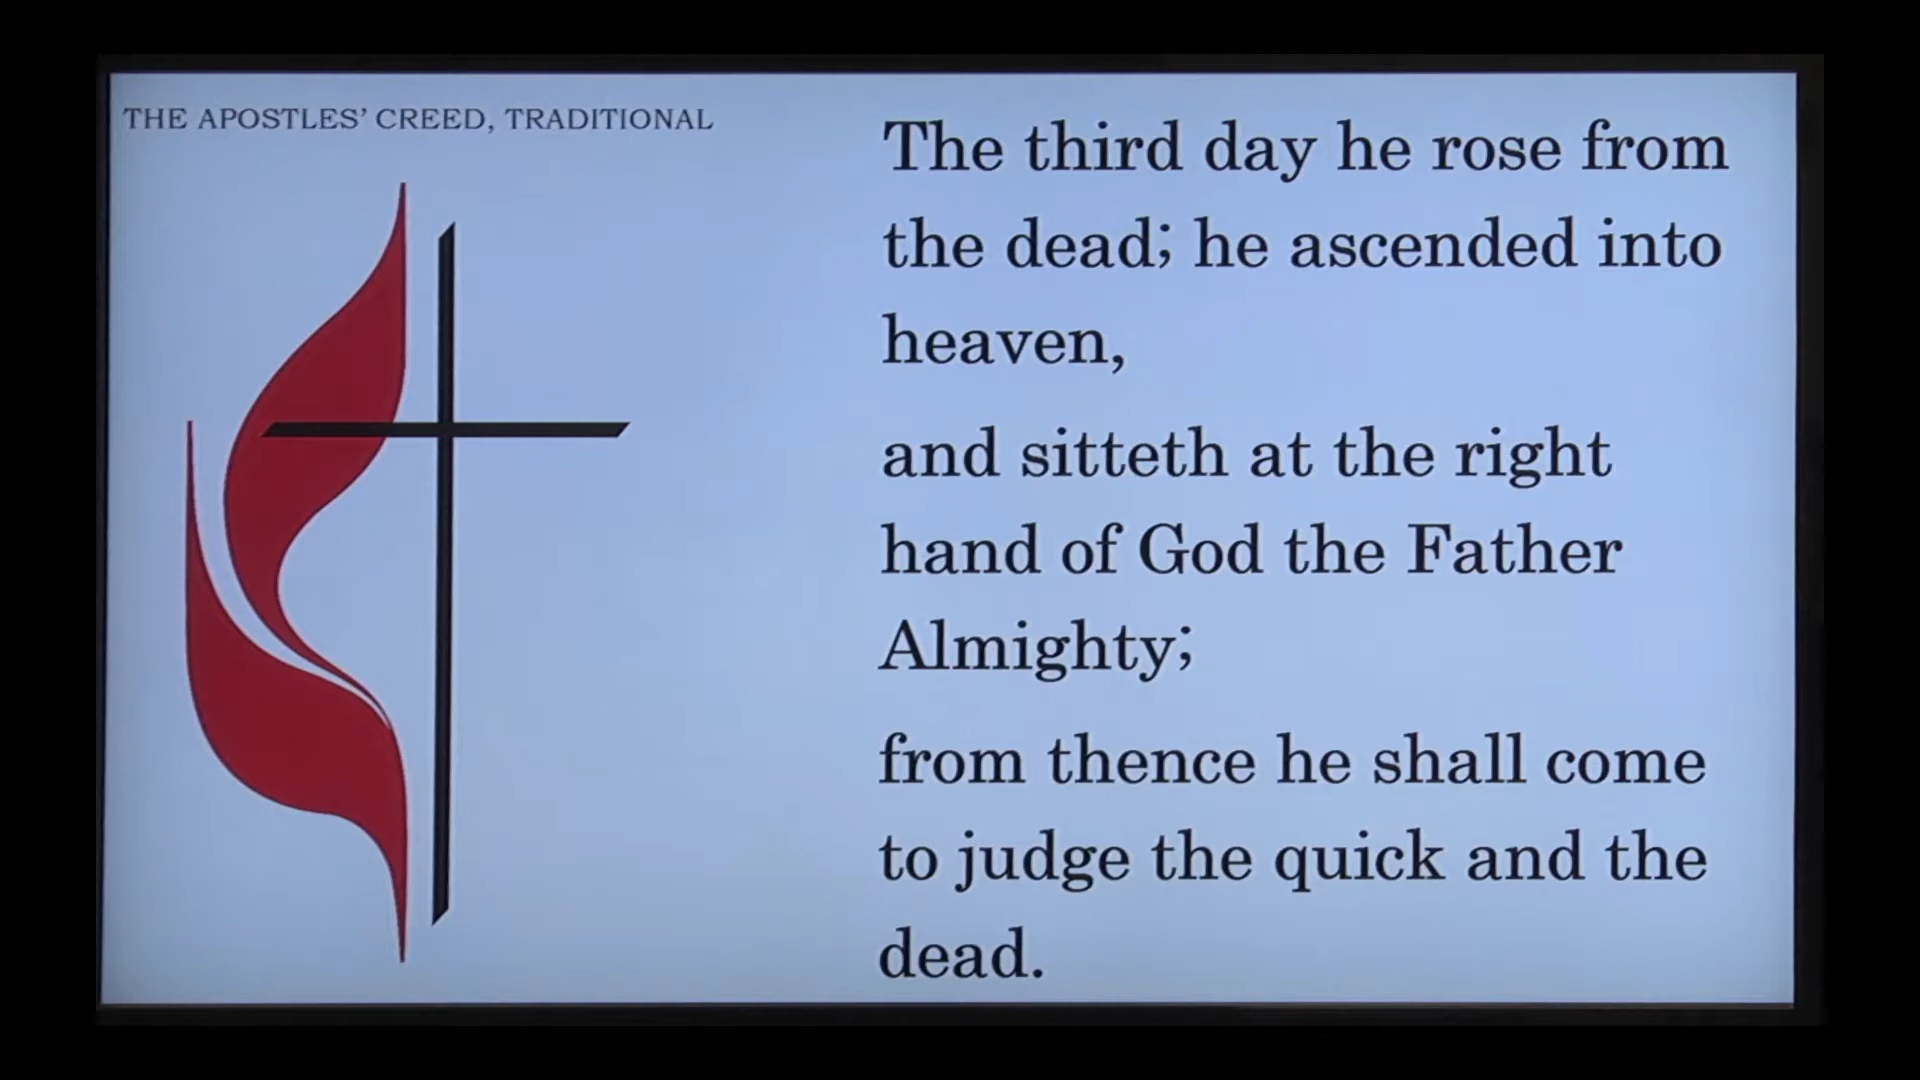 THE APOSTLES’ CREED, TRADITIONAL
The third day he rose from
the dead; he ascended into
heaven,
and sitteth at the right
hand of God the Father
Almighty;
from thence he shall come
to judge the quick and the
dead.